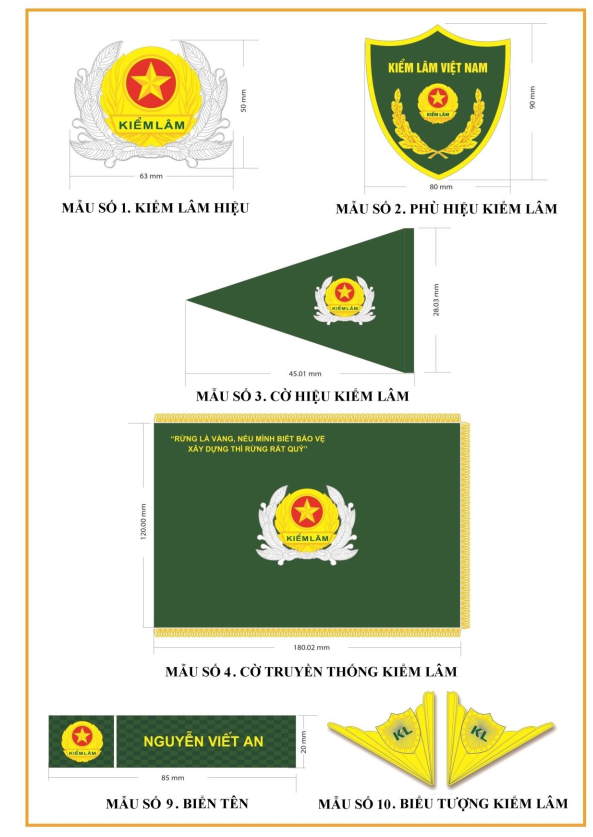 KIỂM LÂM
50 mm
63 mm
MẪU SỐ 1. KIỂM LÂM HIỆU
KIỂM LÂM VIỆT NAM
KIỂM LÂM
90 mm
80 mm
MẪU SỐ 2. PHÙ HIỆU KIỂM LÂM
KIỂM LÂM
28.03 mm
45.01 mm
MẪU SỐ 3. CỜ HIỆU KIỂM LÂM
“RỪNG LÀ VÀNG, NẾU MÌNH BIẾT BẢO VỆ
XÂY DỰNG THÌ RỪNG RẤT QUÝ”
KIỂM LÂM
120.00 mm
180.02 mm
MẪU SỐ 4. CỜ TRUYỀN THỐNG KIỂM LÂM
KIỂM LÂM
NGUYỄN VIẾT AN
20 mm
85 mm
MẪU SỐ 9. BIỂN TÊN
KL
KL
MẪU SỐ 10. BIỂU TƯỢNG KIỂM LÂM